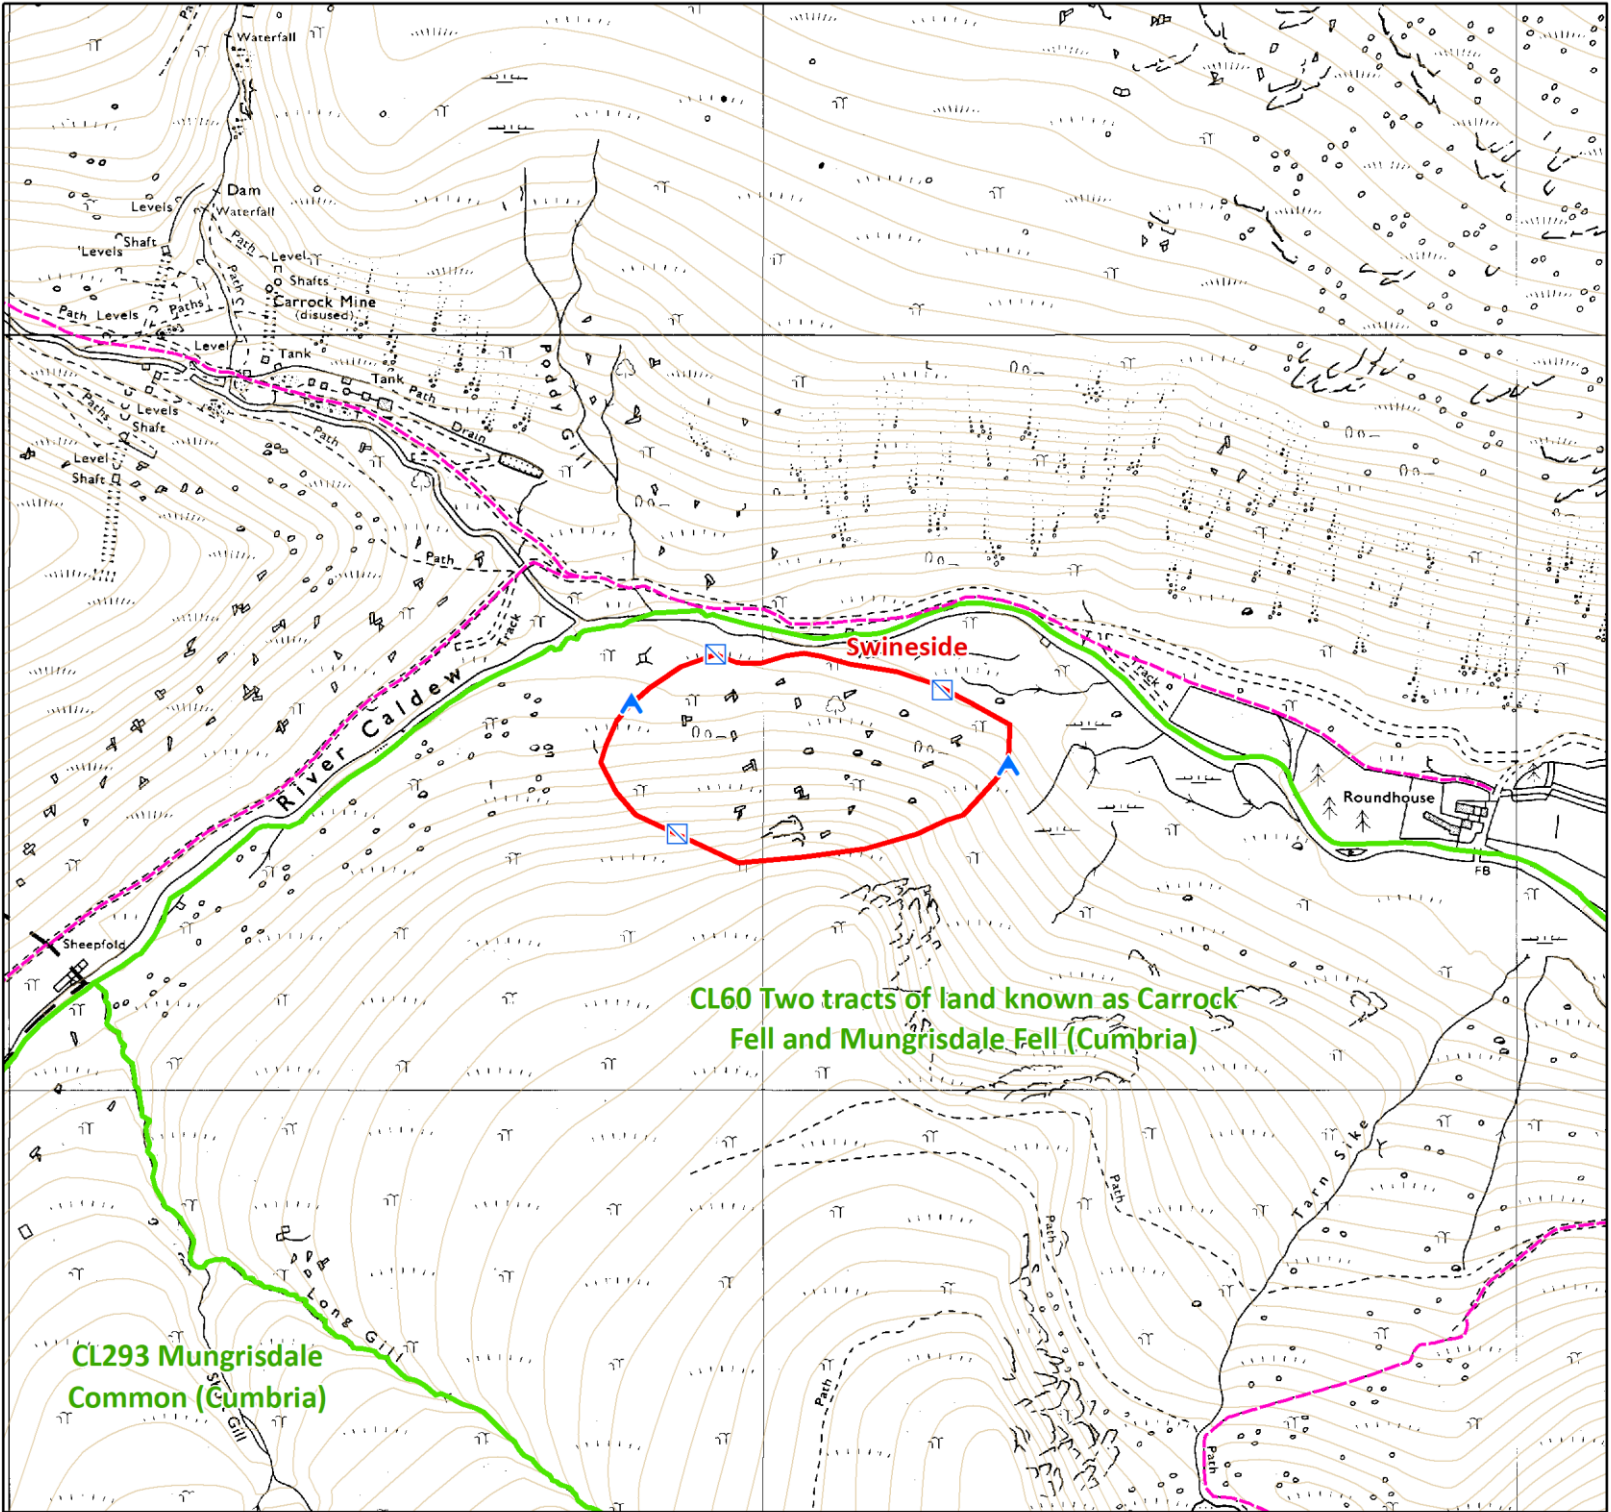 Pa
Waterfall
Dam
Levels
Waterfall
Shaft
Levels
Path
Level
Path
Shafts
Carrock Mine
(disused)
Paths
Path
Levels
Level
Tank
Tank
Path
Poddy Gill
Paths
Levels
Shaft
Path
Drain
Level
Shaft
Path
Track
Swineside
Track
River Caldew
Roundhouse
FB
Sheepfold
CL60 Two tracts of land known as Carrock
Fell and Mungrisdale Fell (Cumbria)
Tarn Sike
Path
Path
Long Gill
CL293 Mungrisdale
Common (Cumbria)
Gill
Path
Path